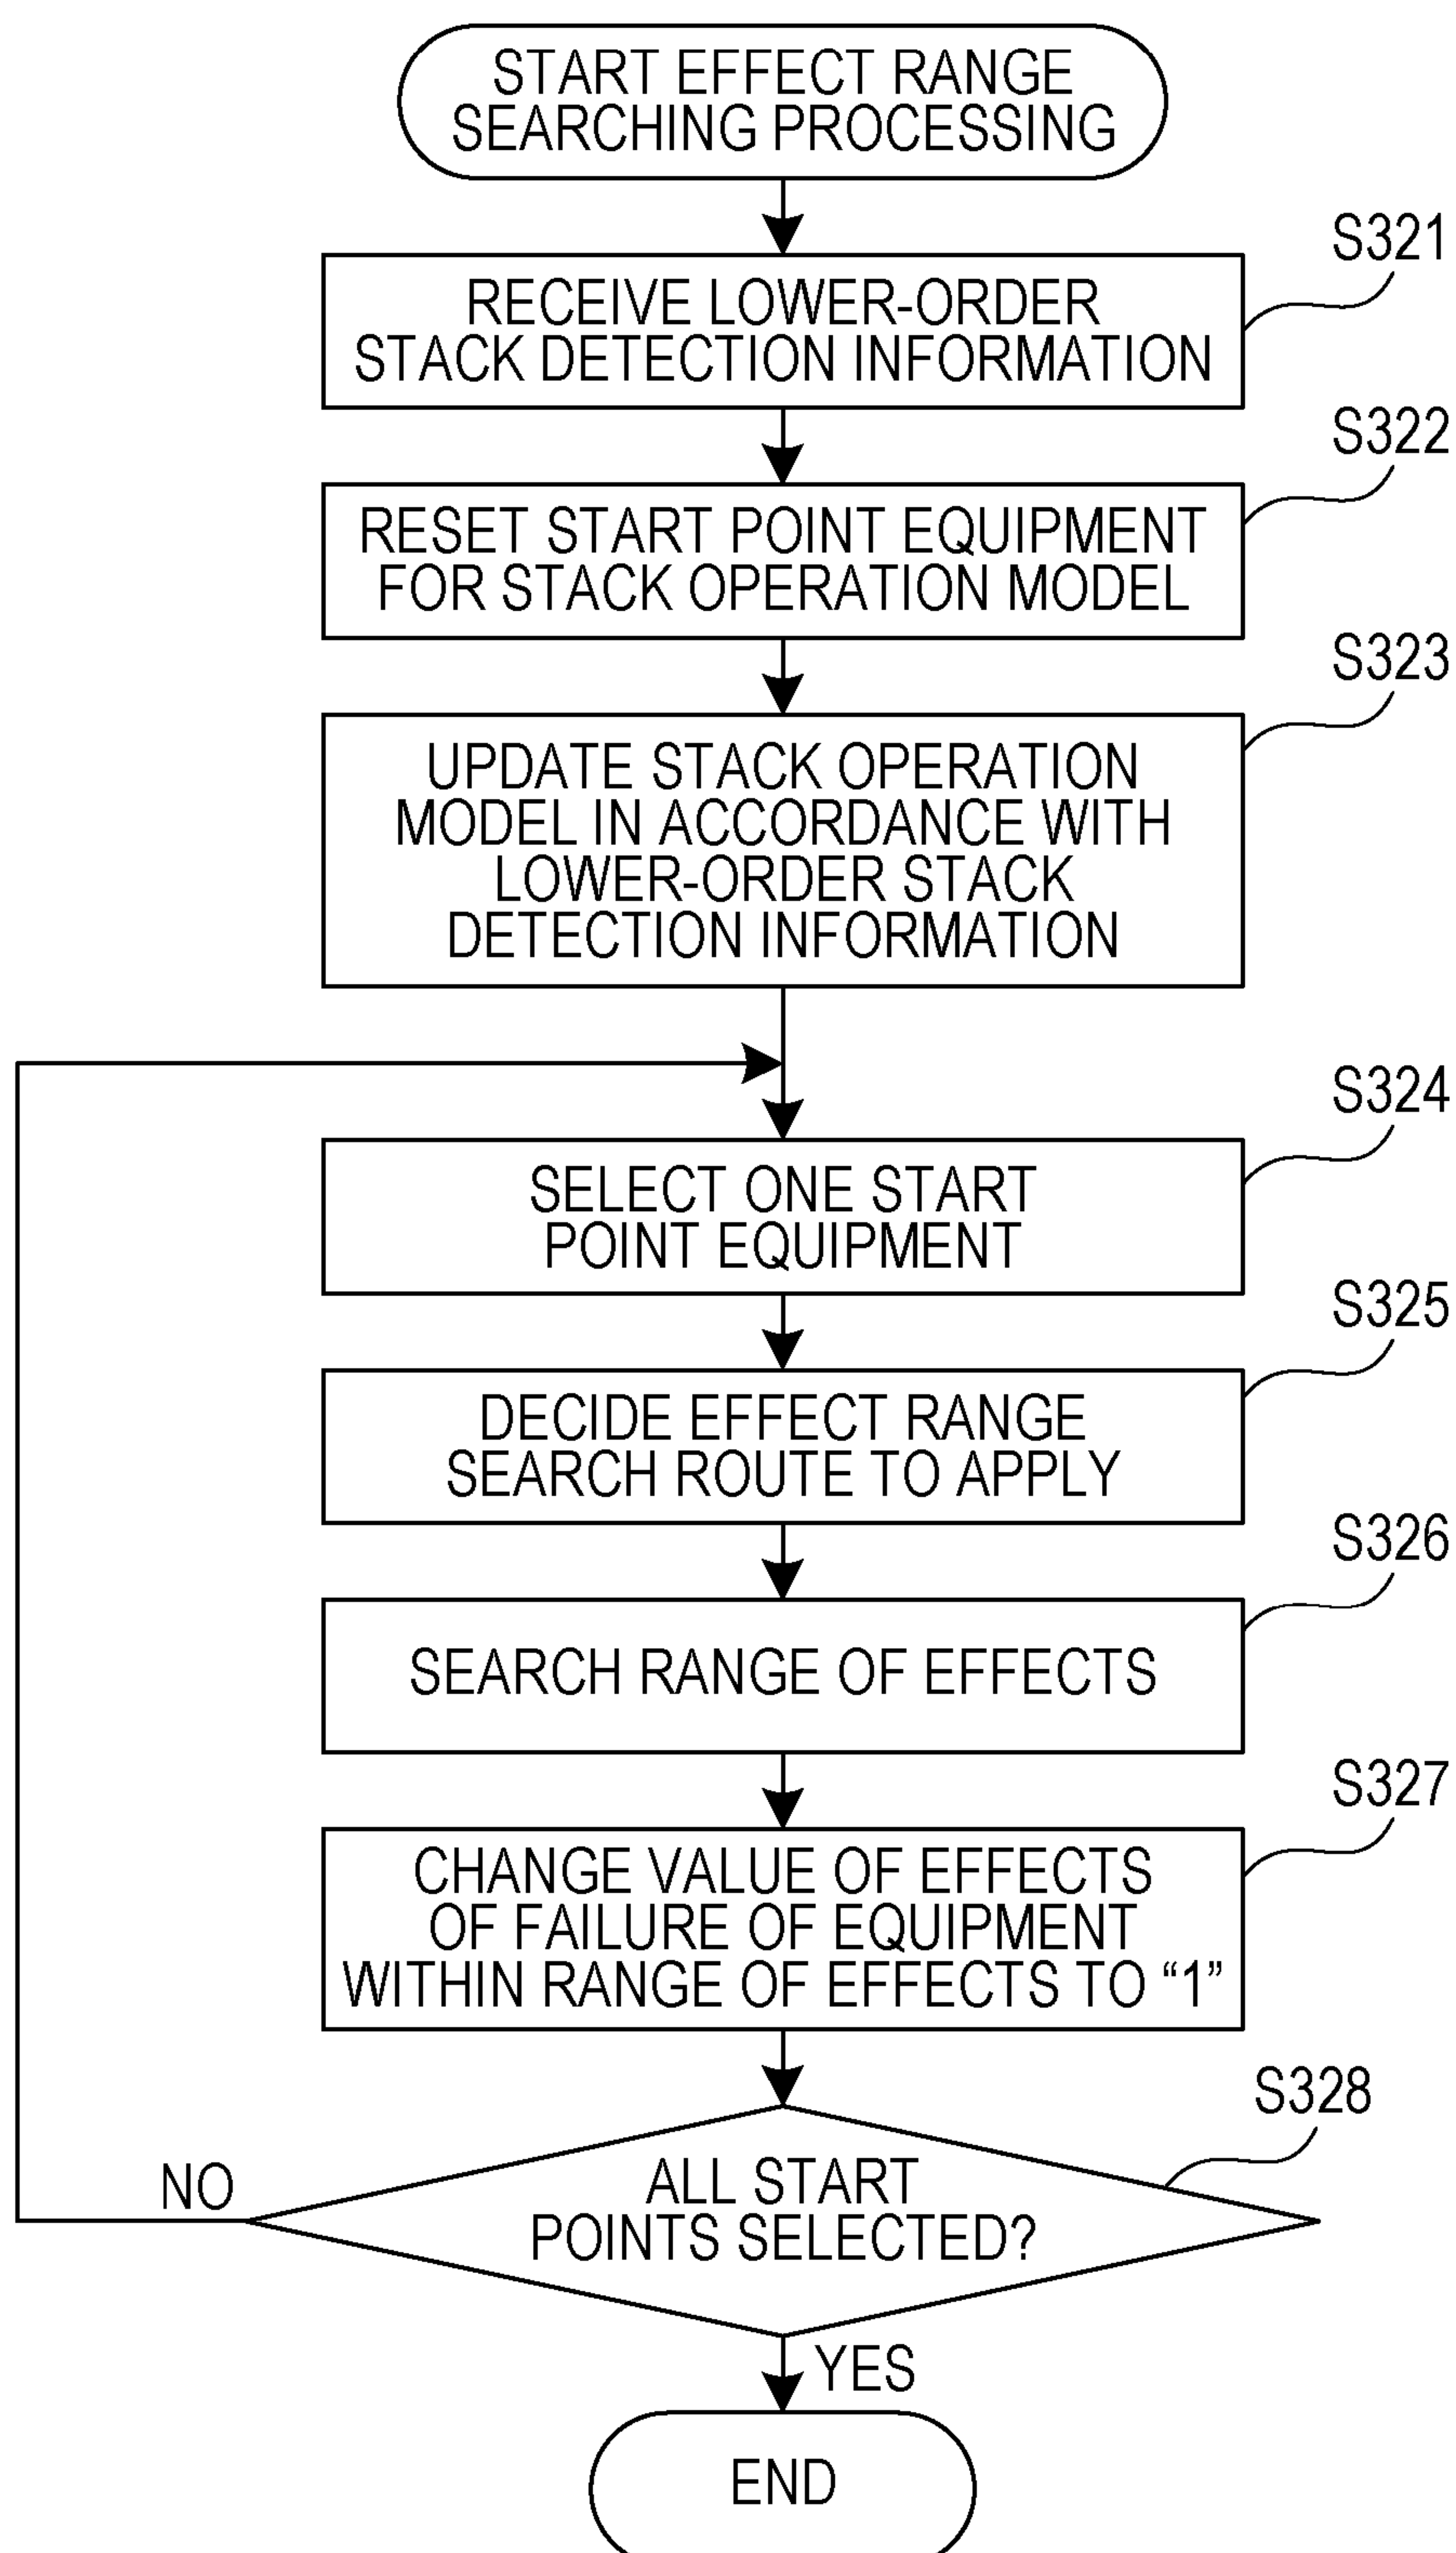 START EFFECT RANGE
SEARCHING PROCESSING
S321
RECEIVE LOWER-ORDER
STACK DETECTION INFORMATION
S322
RESET START POINT EQUIPMENT
FOR STACK OPERATION MODEL
S323
UPDATE STACK OPERATION
MODEL IN ACCORDANCE WITH
LOWER-ORDER STACK
DETECTION INFORMATION
S324
SELECT ONE START
POINT EQUIPMENT
S325
DECIDE EFFECT RANGE
SEARCH ROUTE TO APPLY
S326
SEARCH RANGE OF EFFECTS
S327
CHANGE VALUE OF EFFECTS
OF FAILURE OF EQUIPMENT
WITHIN RANGE OF EFFECTS TO “1”
S328
NO
ALL START
POINTS SELECTED?
YES
END